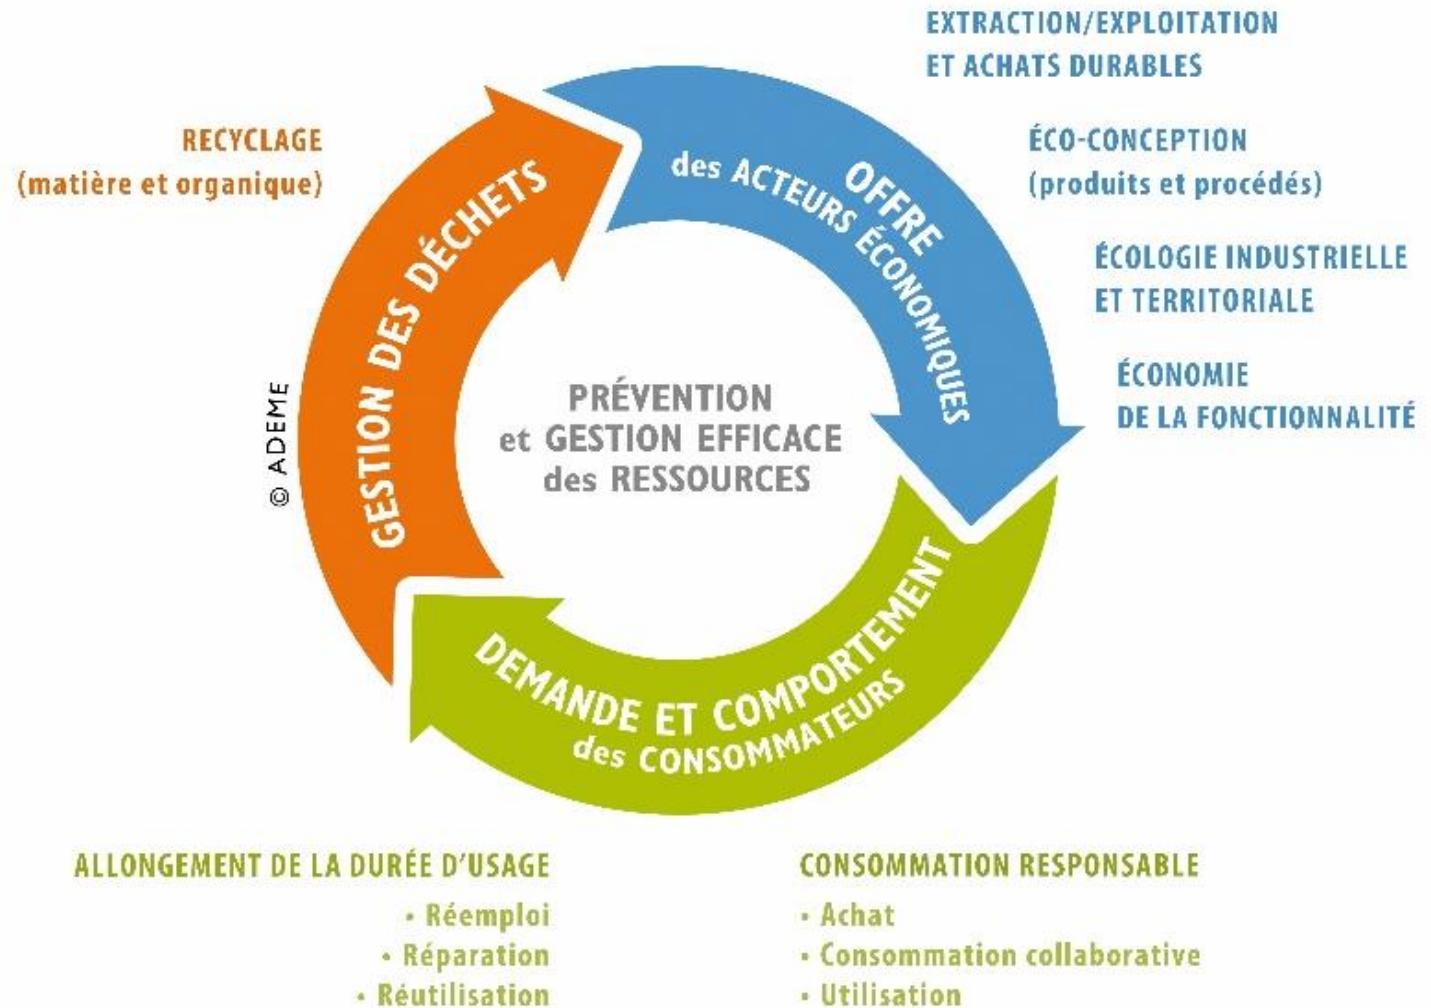 EXTRACTION/EXPLOITATION
ET ACHATS DURABLES
RECYCLAGE
(matière et organique)
ÉCO-CONCEPTION
(produits et procédés)
ÉCOLOGIE INDUSTRIELLE
ET TERRITORIALE
ÉCONOMIE
DE LA FONCTIONNALITÉ
OFFRE
des ACTEURS ÉCONOMIQUES
GESTION DES DÉCHETS
PRÉVENTION
et GESTION EFFICACE
des RESSOURCES
© ADEME
DEMANDE ET COMPORTEMENT
des CONSOMMATEURS
ALLONGEMENT DE LA DURÉE D'USAGE
• Réemploi
• Réparation
• Réutilisation
CONSOMMATION RESPONSABLE
• Achat
• Consommation collaborative
• Utilisation